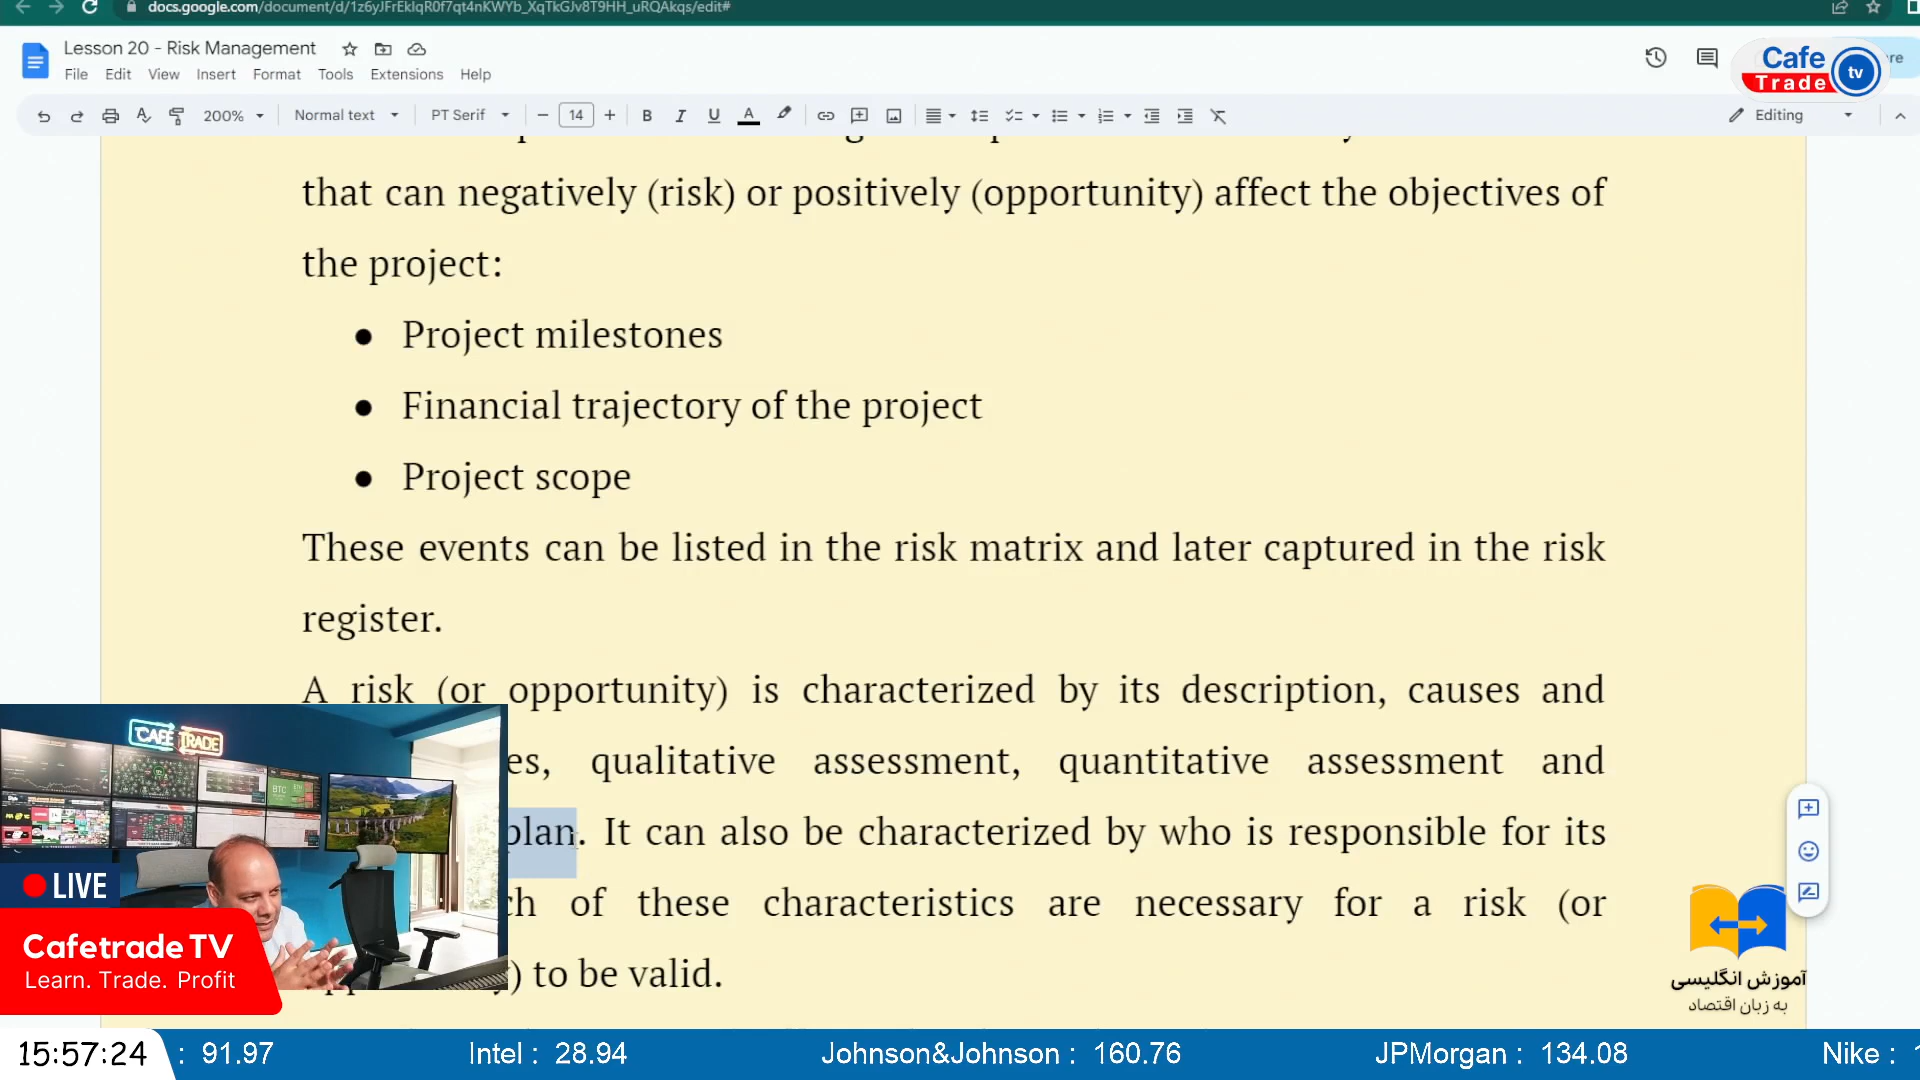 docs.google.com/document/d/1z6yJFrEklqR0f7qt4nKWYb_XqTkGJv8T9HH_uRQAkqs/edit#
Lesson 20 - Risk Management
File Edit View Insert Format Tools Extensions Help
Cafe
Trade
tv
re
200% Normal text PT Serif 14 B I U A Editing
that can negatively (risk) or positively (opportunity) affect the objectives of
the project:
● Project milestones
● Financial trajectory of the project
● Project scope
These events can be listed in the risk matrix and later captured in the risk
register.
A risk (or opportunity) is characterized by its description, causes and
es, qualitative assessment, quantitative assessment and
plan. It can also be characterized by who is responsible for its
ch of these characteristics are necessary for a risk (or
) to be valid.
CAFE TRADE
LIVE
Cafetrade TV
Learn. Trade. Profit
آموزش انگلیسی
به زبان اقتصاد
15:57:24 : 91.97 Intel : 28.94 Johnson&Johnson : 160.76 JPMorgan : 134.08 Nike :